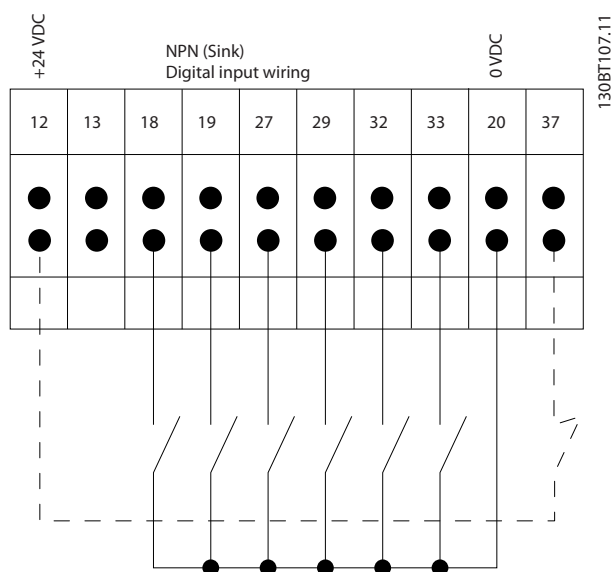 +24 VDC
NPN (Sink)
Digital input wiring
0 VDC
130BT107.11
12 13 18 19 27 29 32 33 20 37